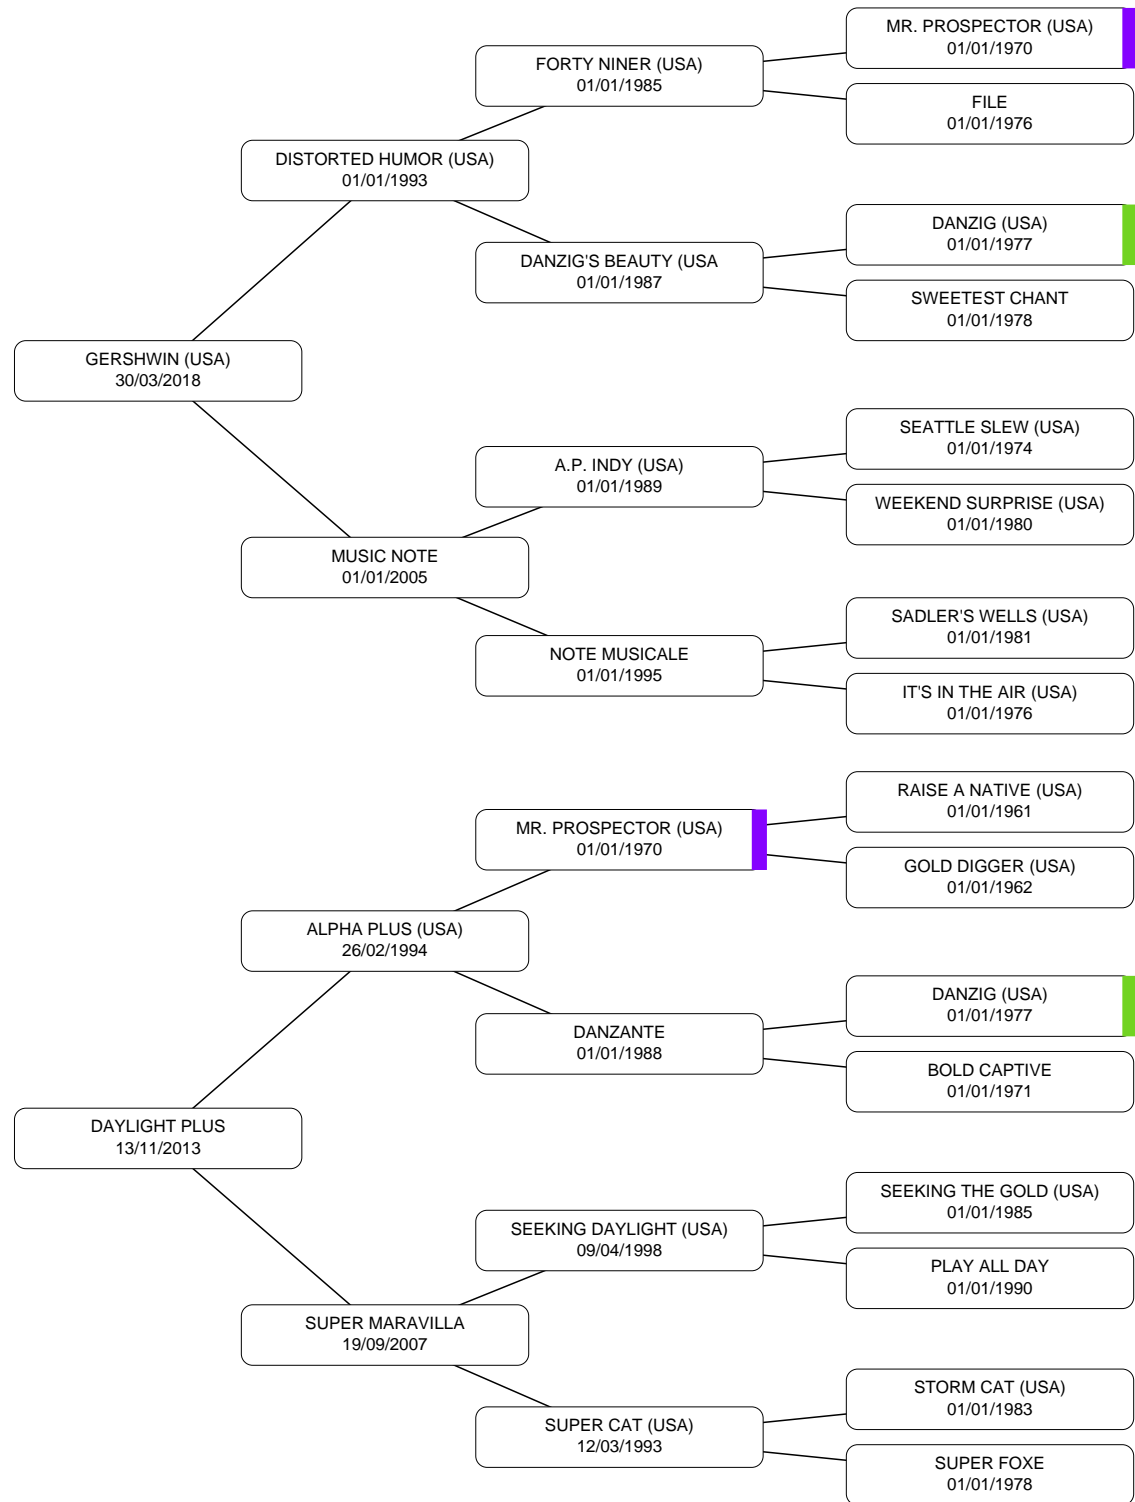 MR. PROSPECTOR (USA)
01/01/1970
FORTY NINER (USA)
01/01/1985
FILE
01/01/1976
DISTORTED HUMOR (USA)
01/01/1993
DANZIG (USA)
01/01/1977
DANZIG'S BEAUTY (USA
01/01/1987
SWEETEST CHANT
01/01/1978
GERSHWIN (USA)
30/03/2018
SEATTLE SLEW (USA)
01/01/1974
A.P. INDY (USA)
01/01/1989
WEEKEND SURPRISE (USA)
01/01/1980
MUSIC NOTE
01/01/2005
SADLER'S WELLS (USA)
01/01/1981
NOTE MUSICALE
01/01/1995
IT'S IN THE AIR (USA)
01/01/1976
RAISE A NATIVE (USA)
01/01/1961
MR. PROSPECTOR (USA)
01/01/1970
GOLD DIGGER (USA)
01/01/1962
ALPHA PLUS (USA)
26/02/1994
DANZIG (USA)
01/01/1977
DANZANTE
01/01/1988
BOLD CAPTIVE
01/01/1971
DAYLIGHT PLUS
13/11/2013
SEEKING THE GOLD (USA)
01/01/1985
SEEKING DAYLIGHT (USA)
09/04/1998
PLAY ALL DAY
01/01/1990
SUPER MARAVILLA
19/09/2007
STORM CAT (USA)
01/01/1983
SUPER CAT (USA)
12/03/1993
SUPER FOXE
01/01/1978